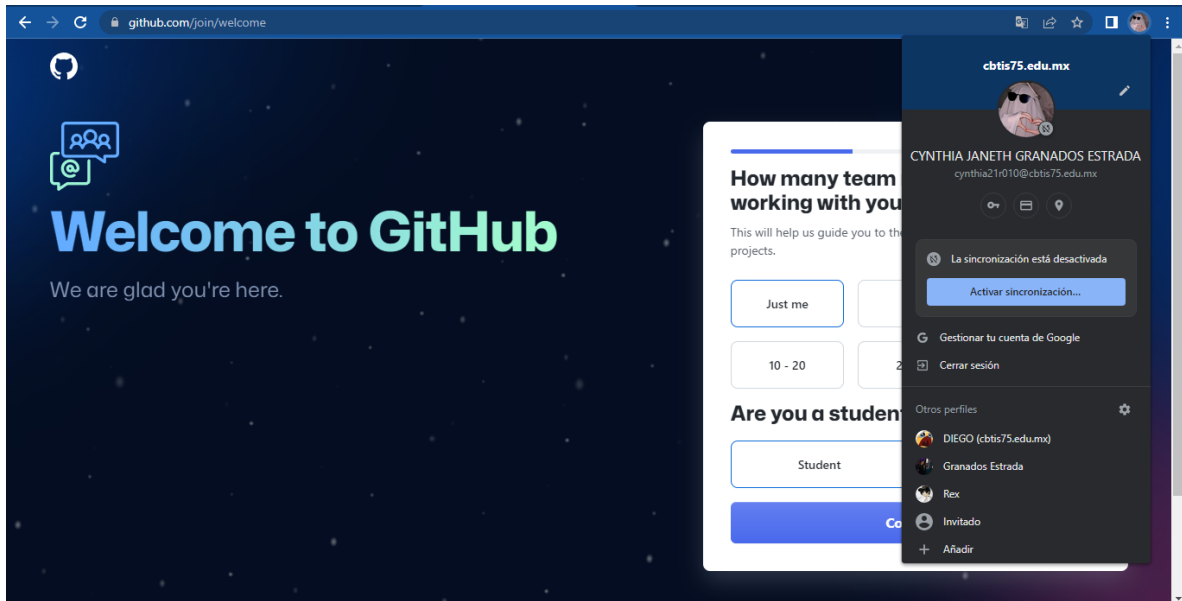 github.com/join/welcome
Welcome to GitHub
We are glad you're here.
How many team
working with you
This will help us guide you to the
projects.
Just me
10 - 20
2
Are you a studen
Student
Co
cbtis75.edu.mx
CYNTHIA JANETH GRANADOS ESTRADA
cynthia21r010@cbtis75.edu.mx
La sincronización está desactivada
Activar sincronización...
Gestionar tu cuenta de Google
Cerrar sesión
Otros perfiles
DIEGO (cbtis75.edu.mx)
Granados Estrada
Rex
Invitado
Añadir